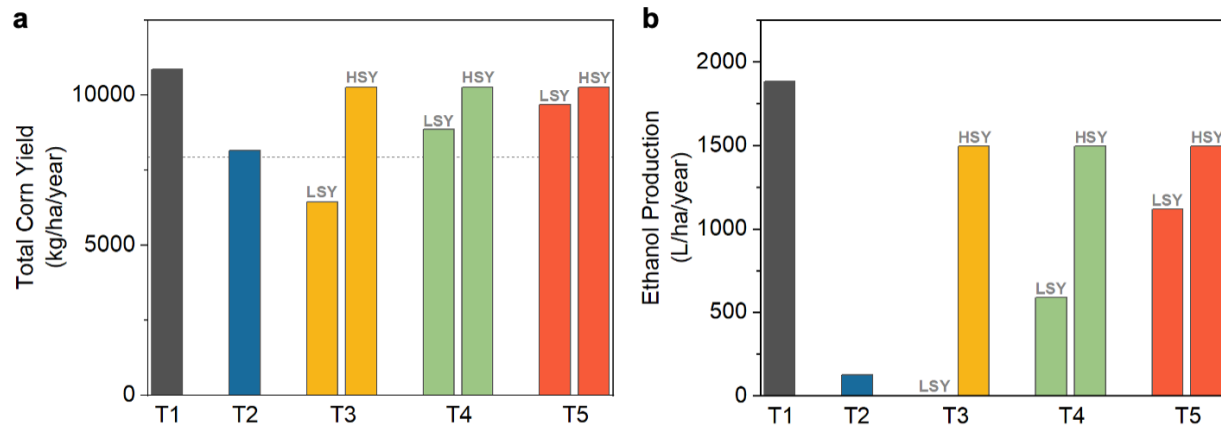 a
Total Corn Yield
(kg/ha/year)
10000
5000
0
LSY
HSY
LSY
HSY
LSY
HSY
T1
T2
T3
T4
T5
b
Ethanol Production
(L/ha/year)
2000
1500
1000
500
0
LSY
HSY
LSY
HSY
LSY
HSY
T1
T2
T3
T4
T5